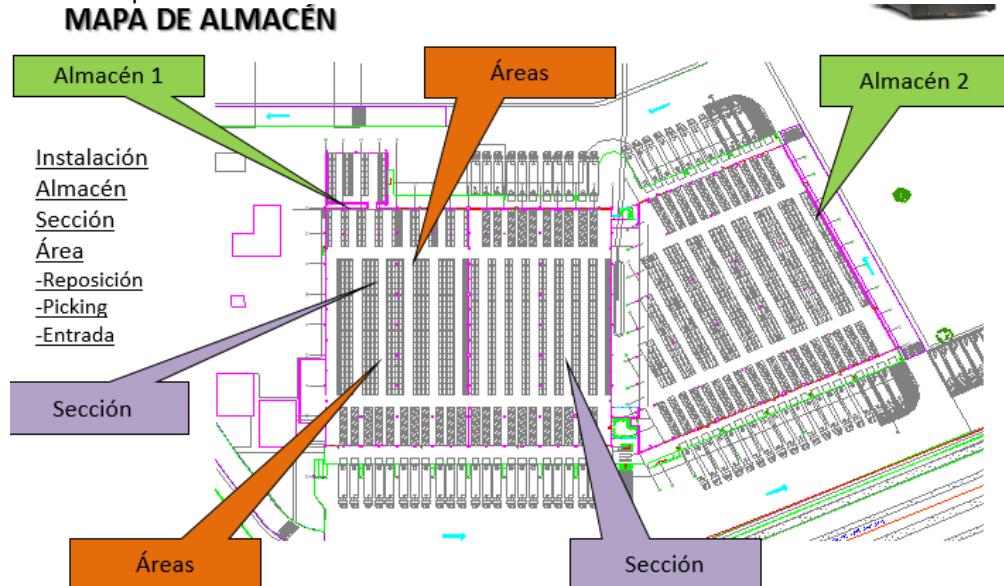 MAPA DE ALMACÉN
Almacén 1
Áreas
Almacén 2
Instalación
Almacén
Sección
Área
-Reposición
-Picking
-Entrada
Sección
Áreas
Sección